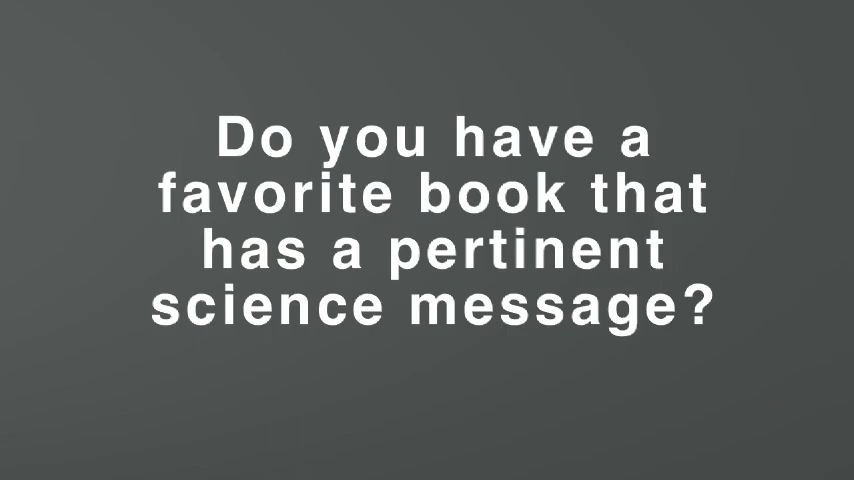 Do you have a
favorite book that
has a pertinent
science message?